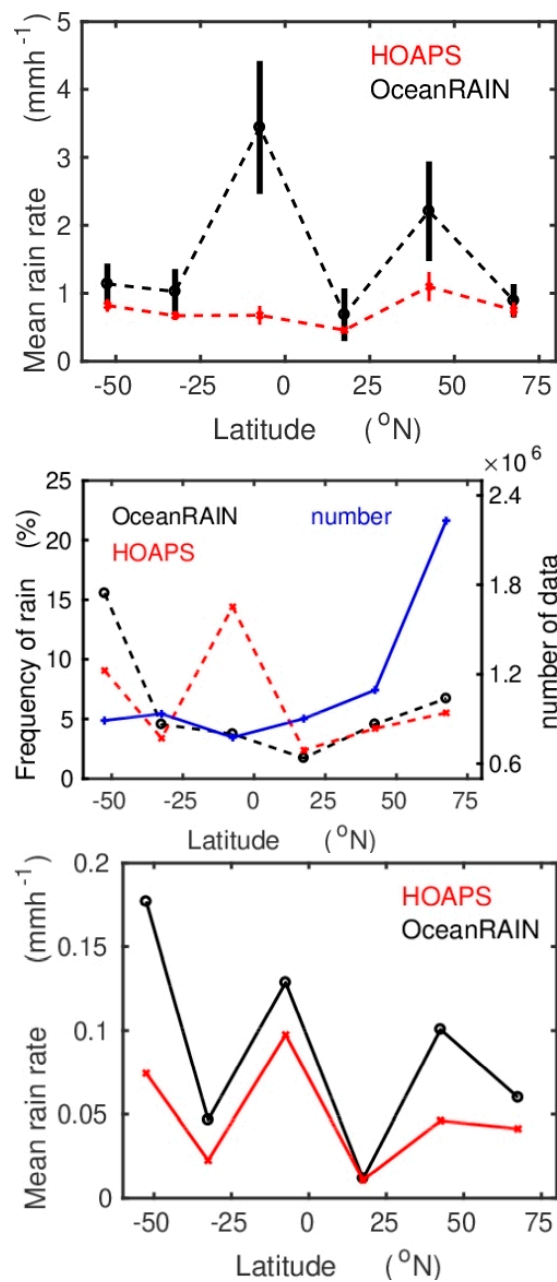 Mean rain rate (mmh-1)
5
4
3
2
1
0
HOAPS
OceanRAIN
-50 -25 0 25 50 75
Latitude (oN)
Frequency of rain (%)
25
20
15
10
5
0
OceanRAIN
HOAPS
number
×10 6
2.4
1.8
1.2
0.6
number of data
-50 -25 0 25 50 75
Latitude (oN)
Mean rain rate (mmh-1)
0.2
0.15
0.1
0.05
0
HOAPS
OceanRAIN
-50 -25 0 25 50 75
Latitude (oN)